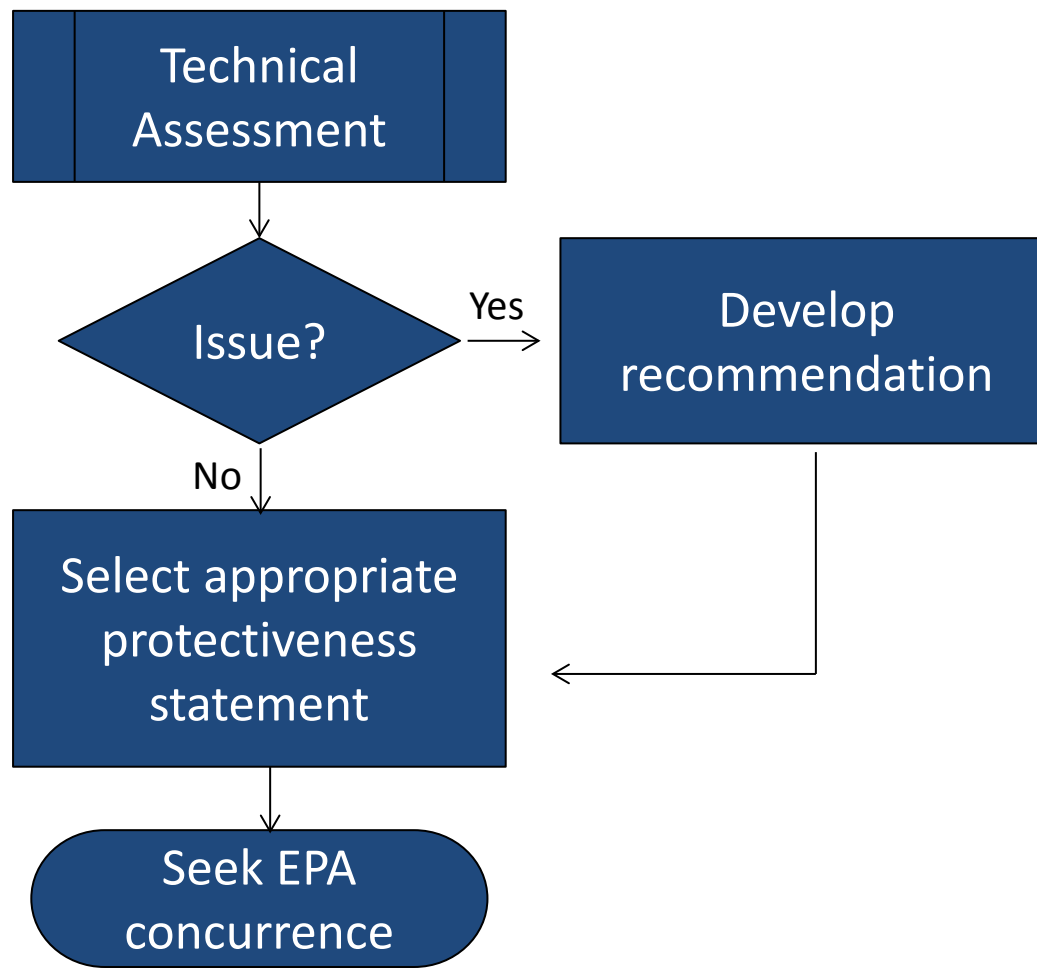 Technical
Assessment
Issue?
Yes
Develop
recommendation
No
Select appropriate
protectiveness
statement
Seek EPA
concurrence